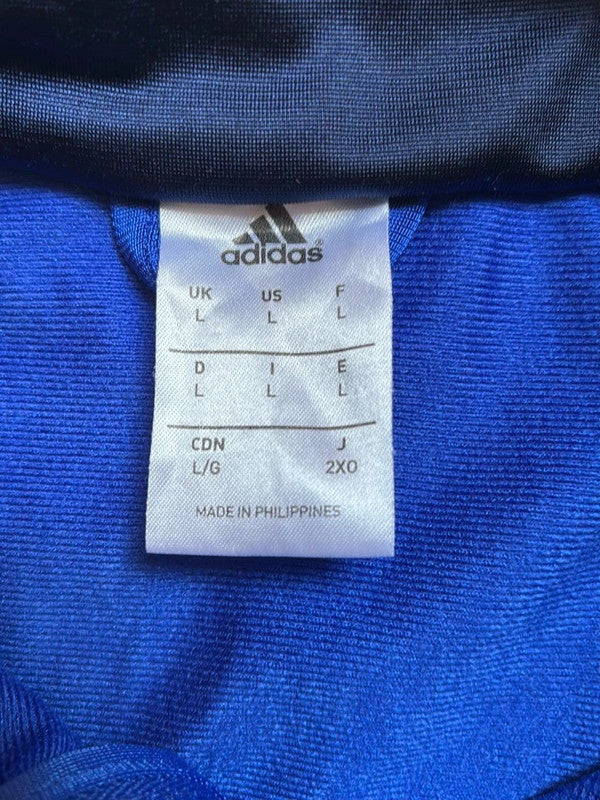 adidas®
UK US F
L L L
D I E
L L L
CDN J
L/G 2XO
MADE IN PHILIPPINES